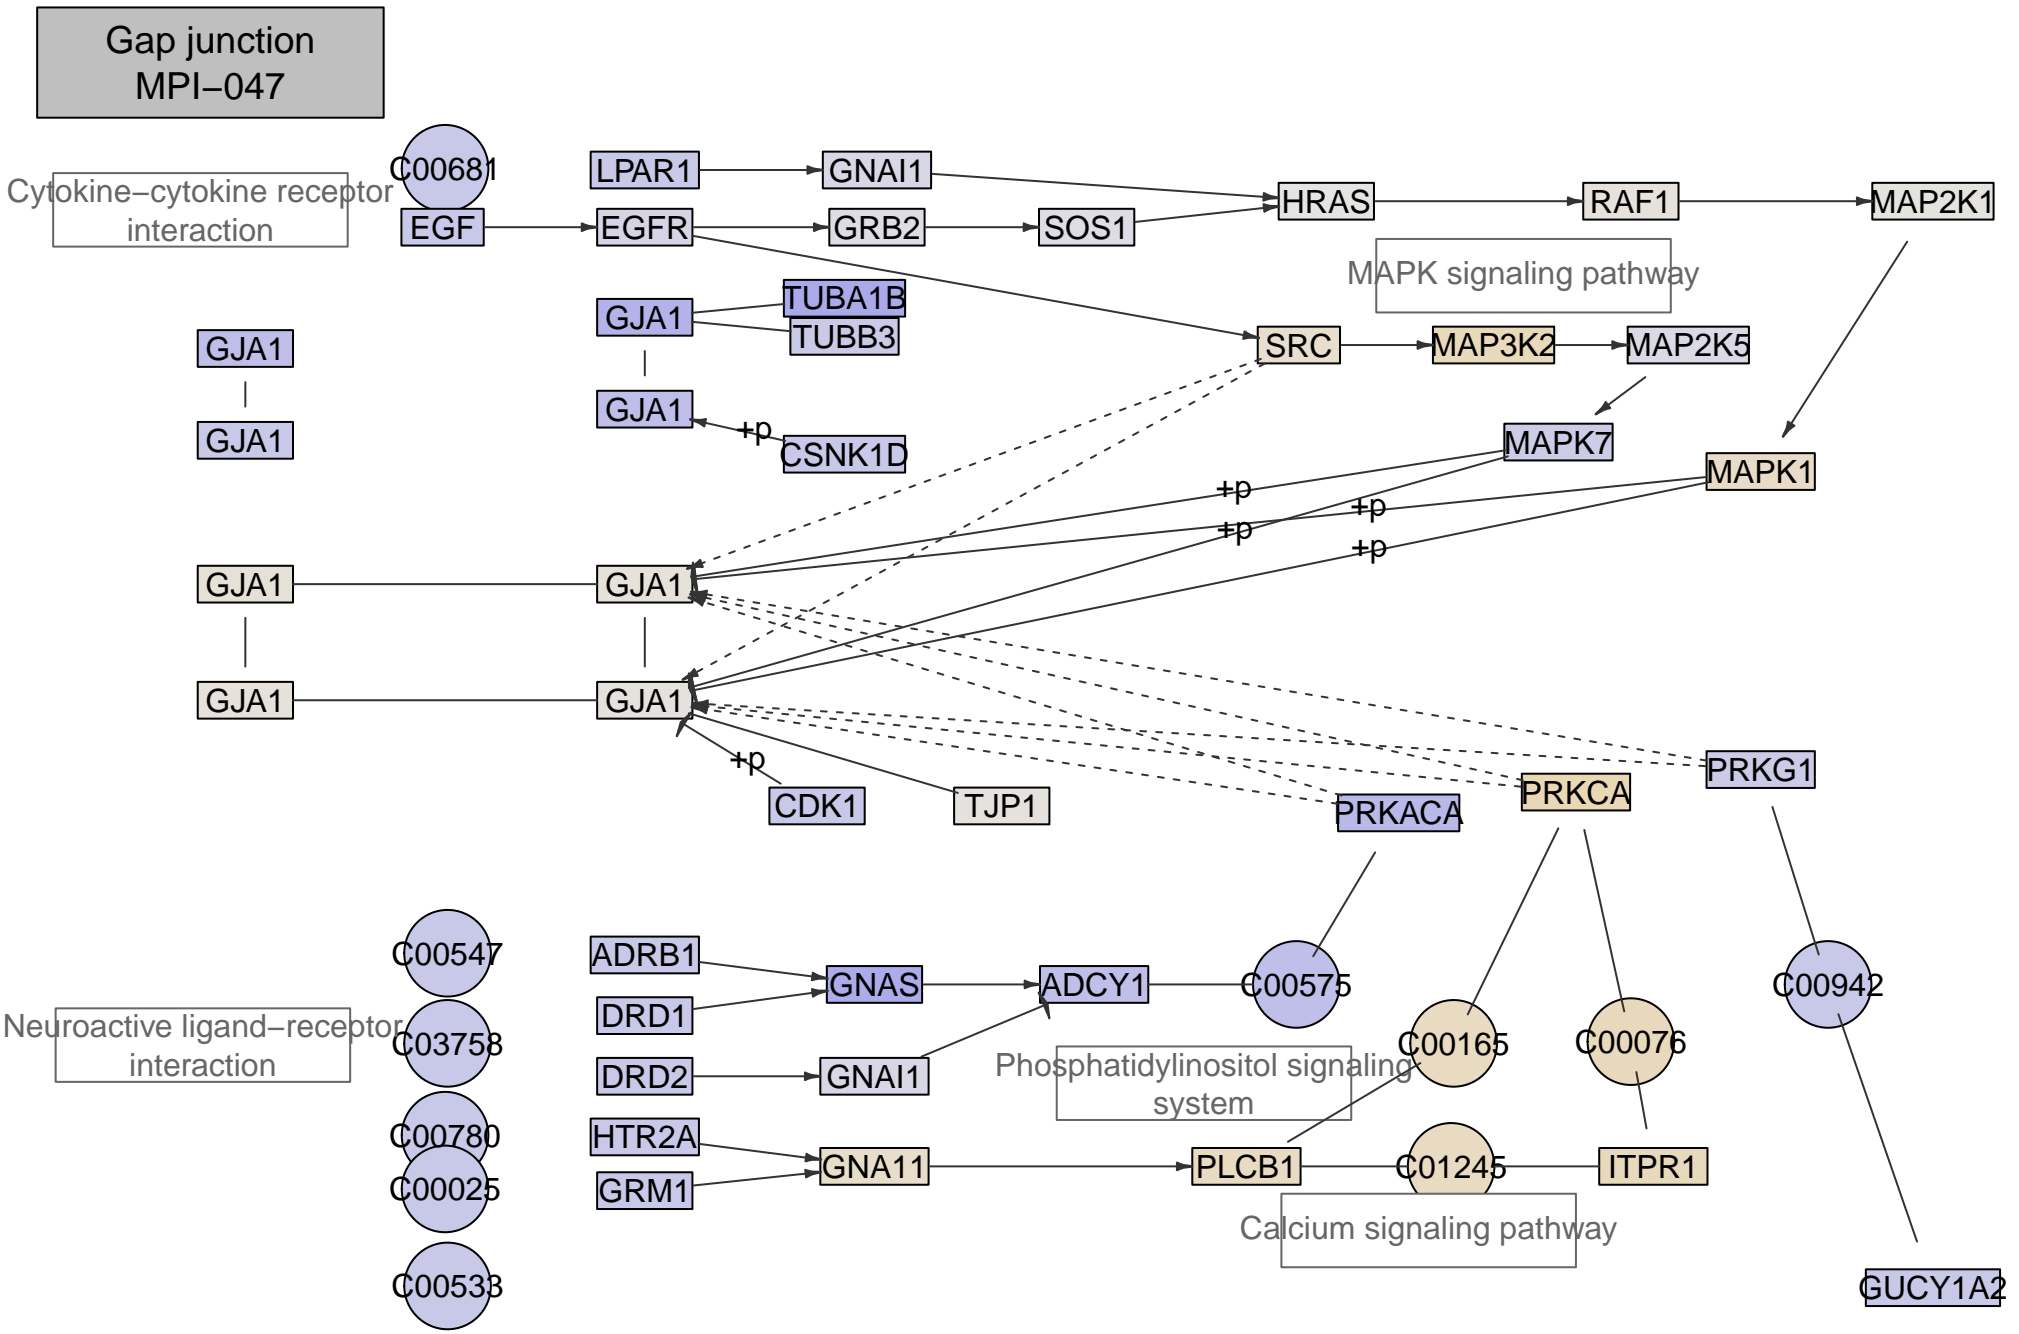 Gap junction
MPI−047
C00681
LPAR1
GNAI1
HRAS
RAF1
MAP2K1
Cytokine−cytokine receptor
interaction
EGF
EGFR
GRB2
SOS1
MAPK signaling pathway
TUBA1B
GJA1
TUBB3
GJA1
SRC
MAP3K2
MAP2K5
GJA1
GJA1
+p
CSNK1D
MAPK7
MAPK1
+p
+p
+p
+p
GJA1
GJA1
GJA1
GJA1
+p
CDK1
TJP1
PRKACA
PRKCA
PRKG1
C00547
ADRB1
GNAS
ADCY1
C00575
C00942
DRD1
Neuroactive ligand−receptor
interaction
C03758
C00165
C00076
DRD2
GNAI1
Phosphatidylinositol signaling
system
C00780
HTR2A
GNA11
PLCB1
C01245
ITPR1
C00025
GRM1
Calcium signaling pathway
C00533
GUCY1A2